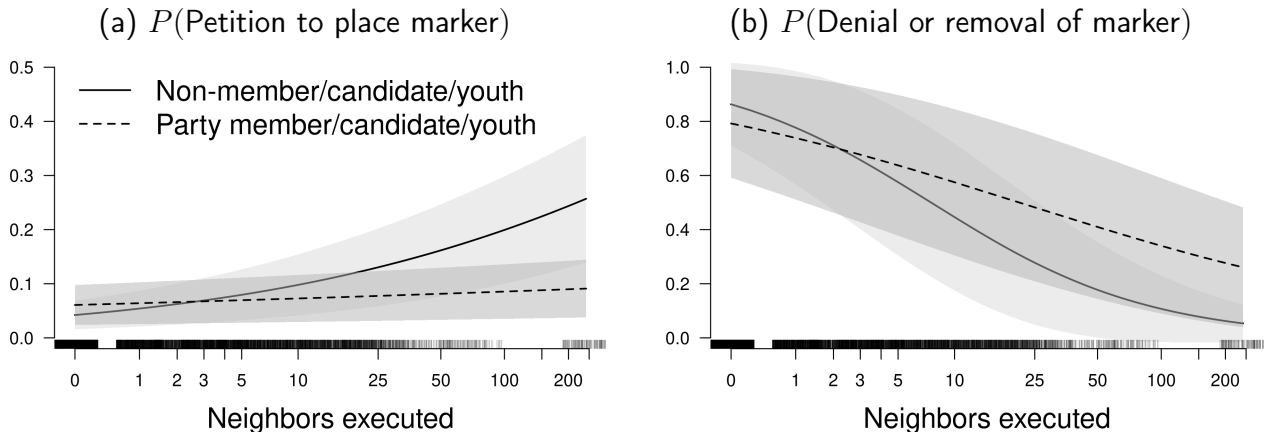 (a) P(Petition to place marker)
0.5
0.4
0.3
0.2
0.1
0.0
Non-member/candidate/youth
Party member/candidate/youth
0 1 2 3 5 10 25 50 100 200
Neighbors executed
(b) P(Denial or removal of marker)
1.0
0.8
0.6
0.4
0.2
0.0
0 1 2 3 5 10 25 50 100 200
Neighbors executed